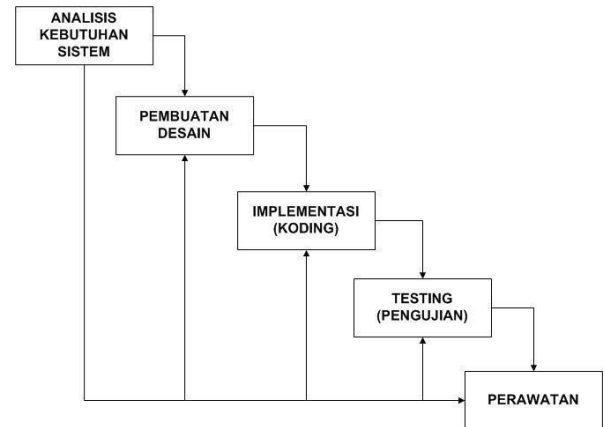 ANALISIS
KEBUTUHAN
SISTEM
PEMBUATAN
DESAIN
IMPLEMENTASI
(KODING)
TESTING
(PENGUJIAN)
PERAWATAN